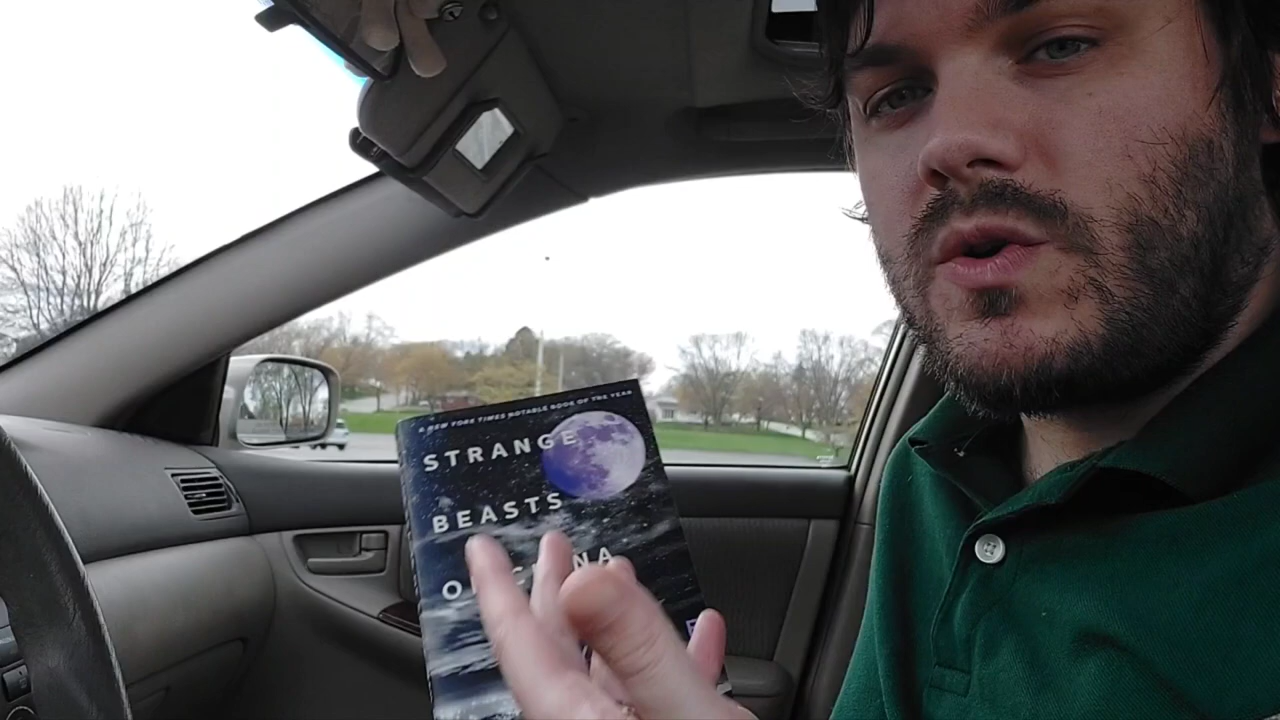 A NEW YORK TIMES NOTABLE BOOK OF THE YEAR
STRANGE
BEASTS